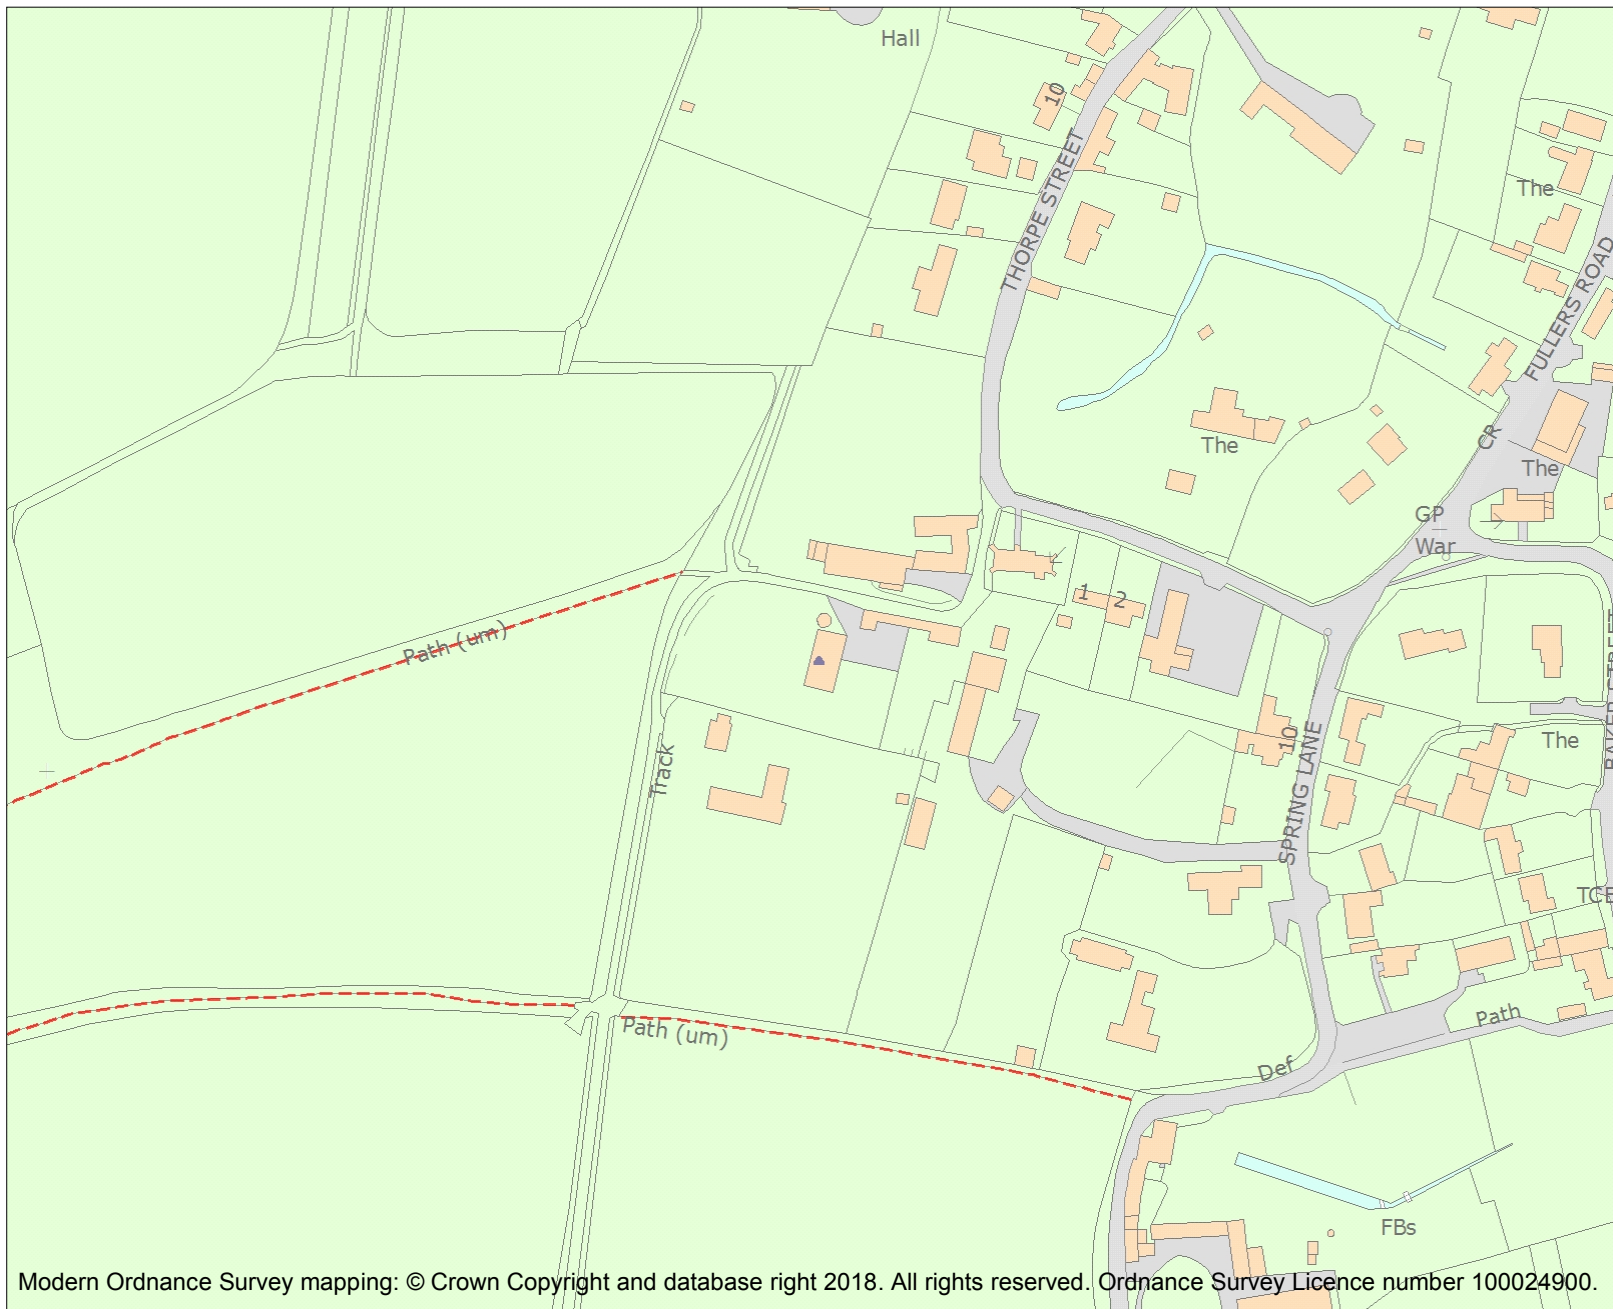 Hall
10
THORPE STREET
The
FULLERS ROAD
The
CR
The
GP
War
1 2
Path (um)
BAKER STREET
10
The
Track
SPRING LANE
TCB
Path
Path (um)
Def
FBs
Modern Ordnance Survey mapping: © Crown Copyright and database right 2018. All rights reserved. Ordnance Survey Licence number 100024900.